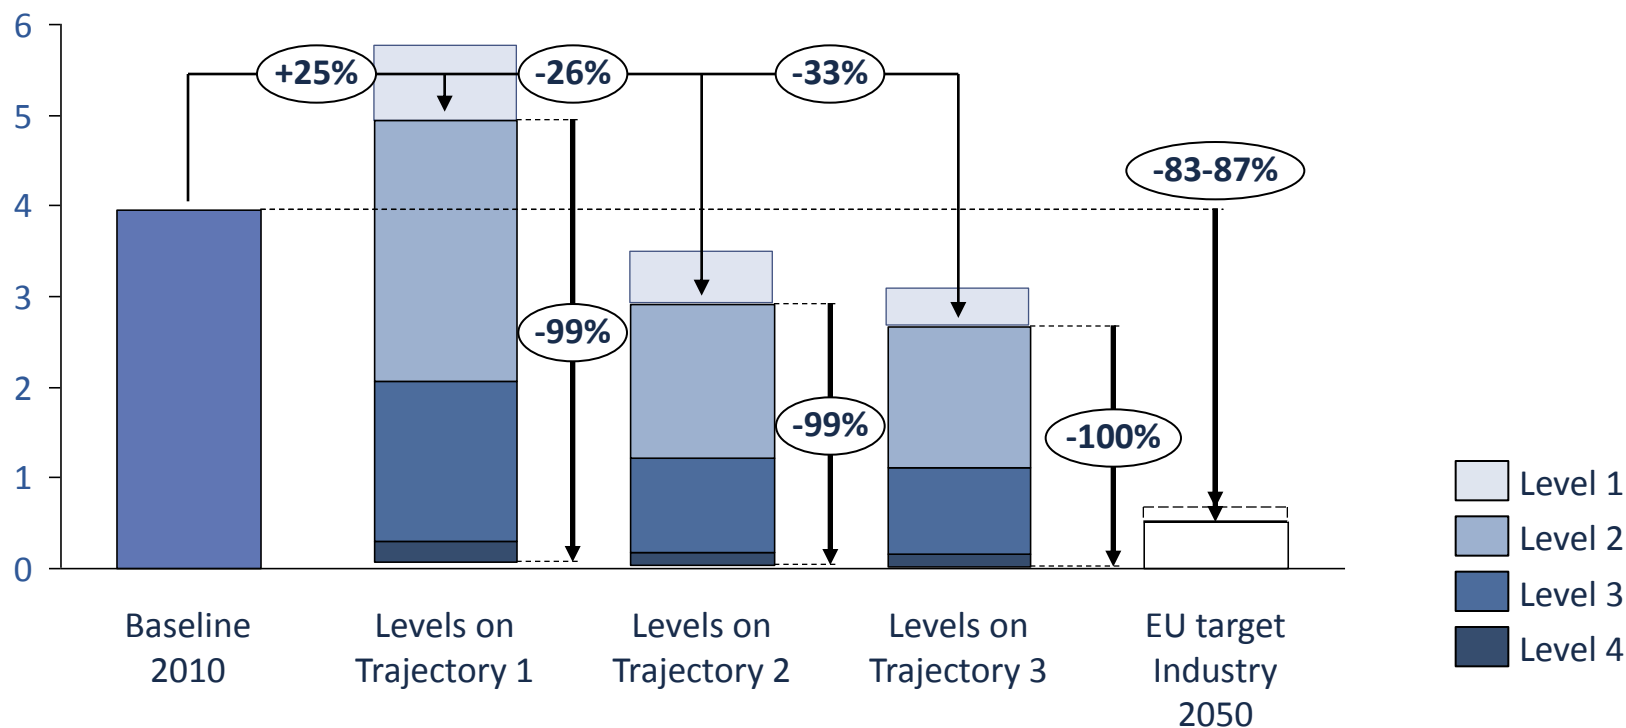 6
5
4
3
2
1
0
+25%
-26%
-33%
-83-87%
-99%
-99%
-100%
Baseline
2010
Levels on
Trajectory 1
Levels on
Trajectory 2
Levels on
Trajectory 3
EU target
Industry
2050
Level 1
Level 2
Level 3
Level 4